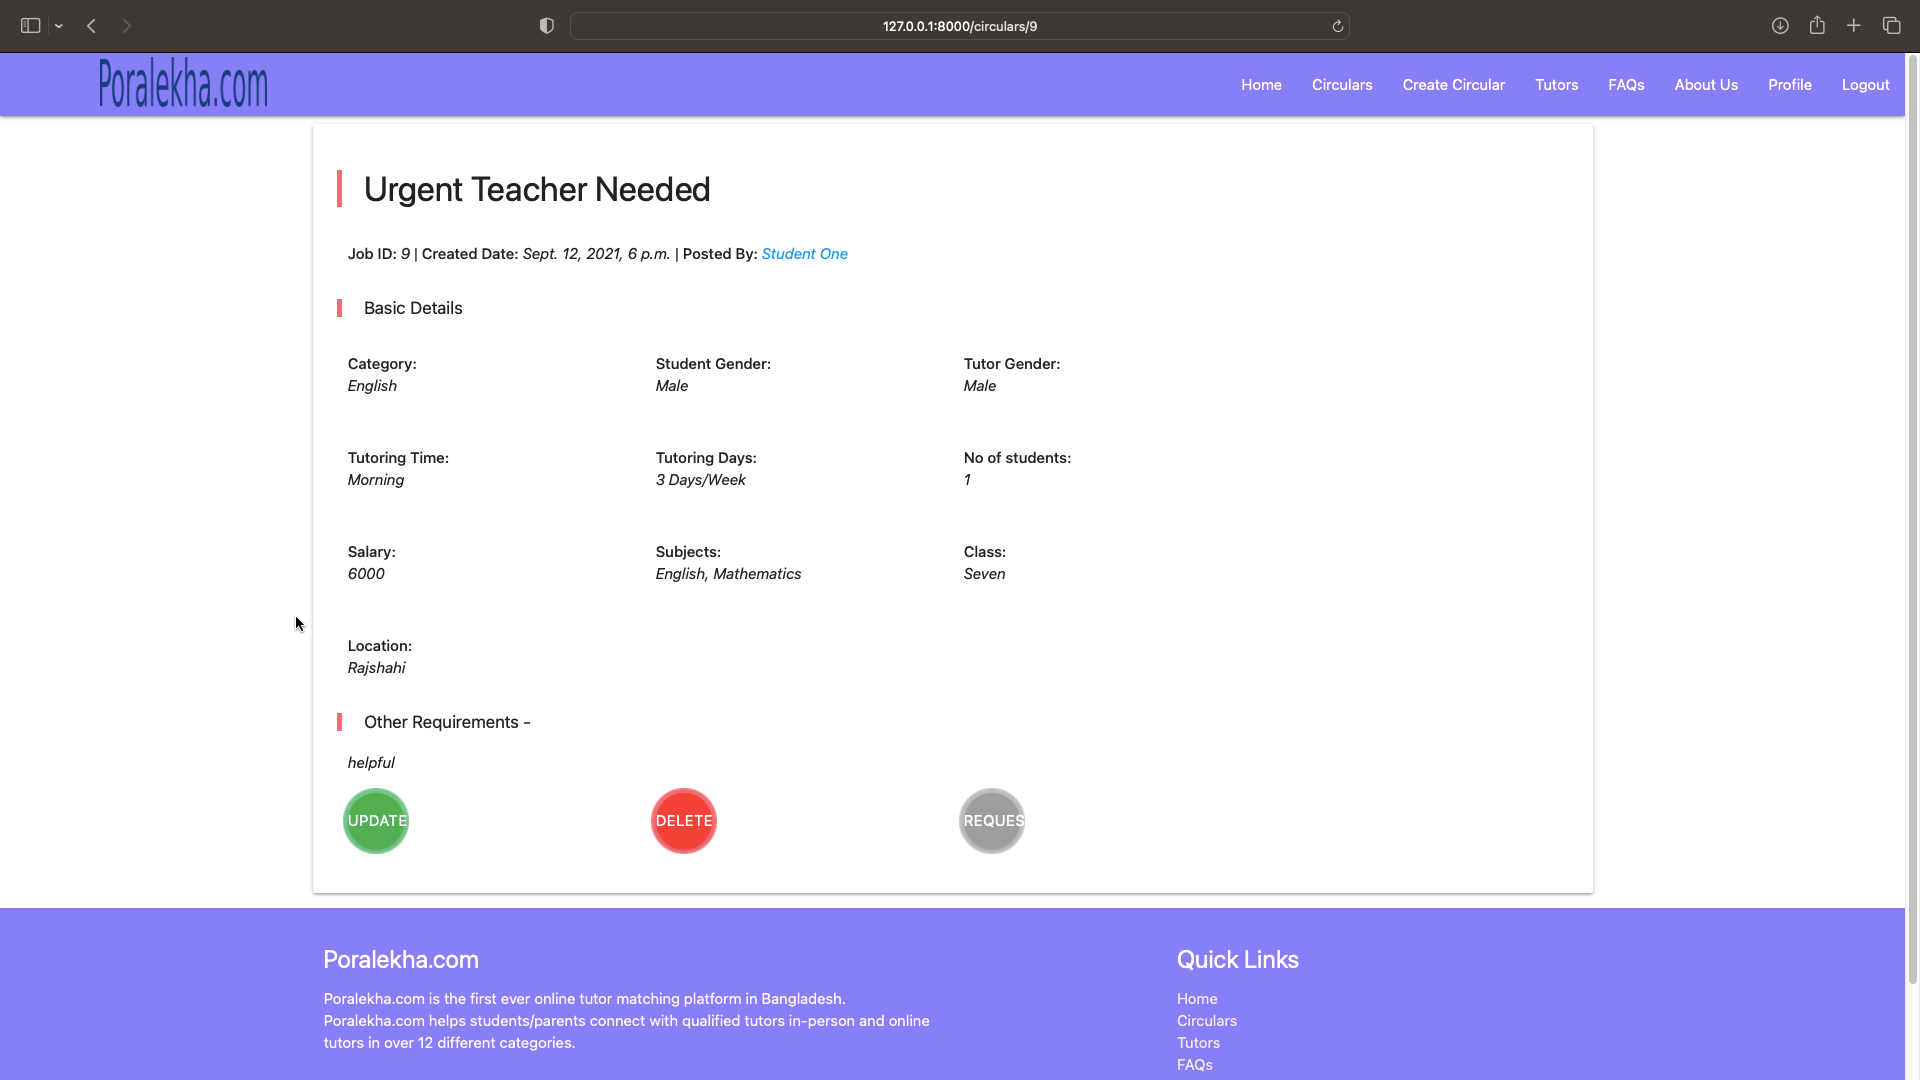 127.0.0.1:8000/circulars/9
Poralekha.com
Home Circulars Create Circular Tutors FAQs About Us Profile Logout
Urgent Teacher Needed
Job ID: 9 | Created Date: Sept. 12, 2021, 6 p.m. | Posted By: Student One
Basic Details
Category: Student Gender: Tutor Gender:
English Male Male
Tutoring Time: Tutoring Days: No of students:
Morning 3 Days/Week 1
Salary: Subjects: Class:
6000 English, Mathematics Seven
Location:
Rajshahi
Other Requirements -
helpful
UPDATE DELETE REQUES
Poralekha.com Quick Links
Poralekha.com is the first ever online tutor matching platform in Bangladesh. Home
Poralekha.com helps students/parents connect with qualified tutors in-person and online Circulars
tutors in over 12 different categories. Tutors
FAQs